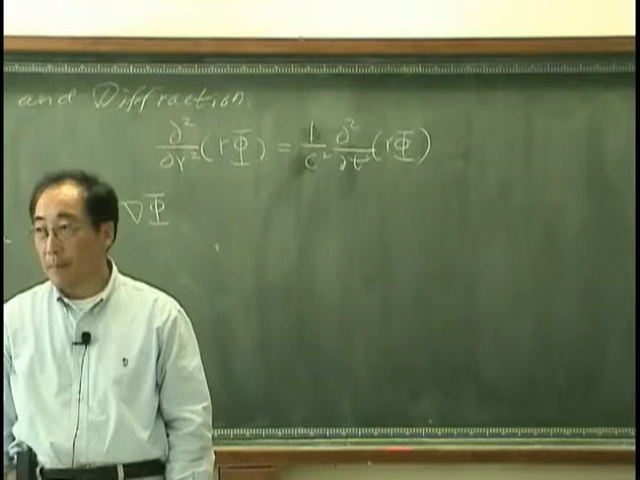 and Diffraction.
∂²/∂r² (rΦ) = 1/c² ∂²/∂t² (rΦ)
∇Φ